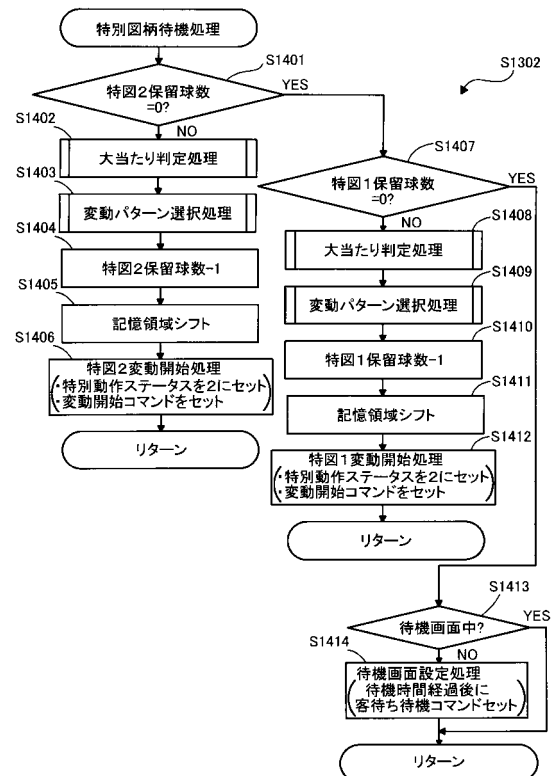 特別図柄待機処理
S1401
S1302
特図2保留球数
=0?
YES
NO
S1402
大当たり判定処理
S1403
変動パターン選択処理
S1404
特図2保留球数-1
S1405
記憶領域シフト
S1406
特図2変動開始処理
・特別動作ステータスを2にセット
・変動開始コマンドをセット
リターン
S1407
特図1保留球数
=0?
YES
NO
S1408
大当たり判定処理
S1409
変動パターン選択処理
S1410
特図1保留球数-1
S1411
記憶領域シフト
S1412
特図1変動開始処理
・特別動作ステータスを2にセット
・変動開始コマンドをセット
リターン
S1413
待機画面中?
YES
NO
S1414
待機画面設定処理
待機時間経過後に
客待ち待機コマンドセット
リターン